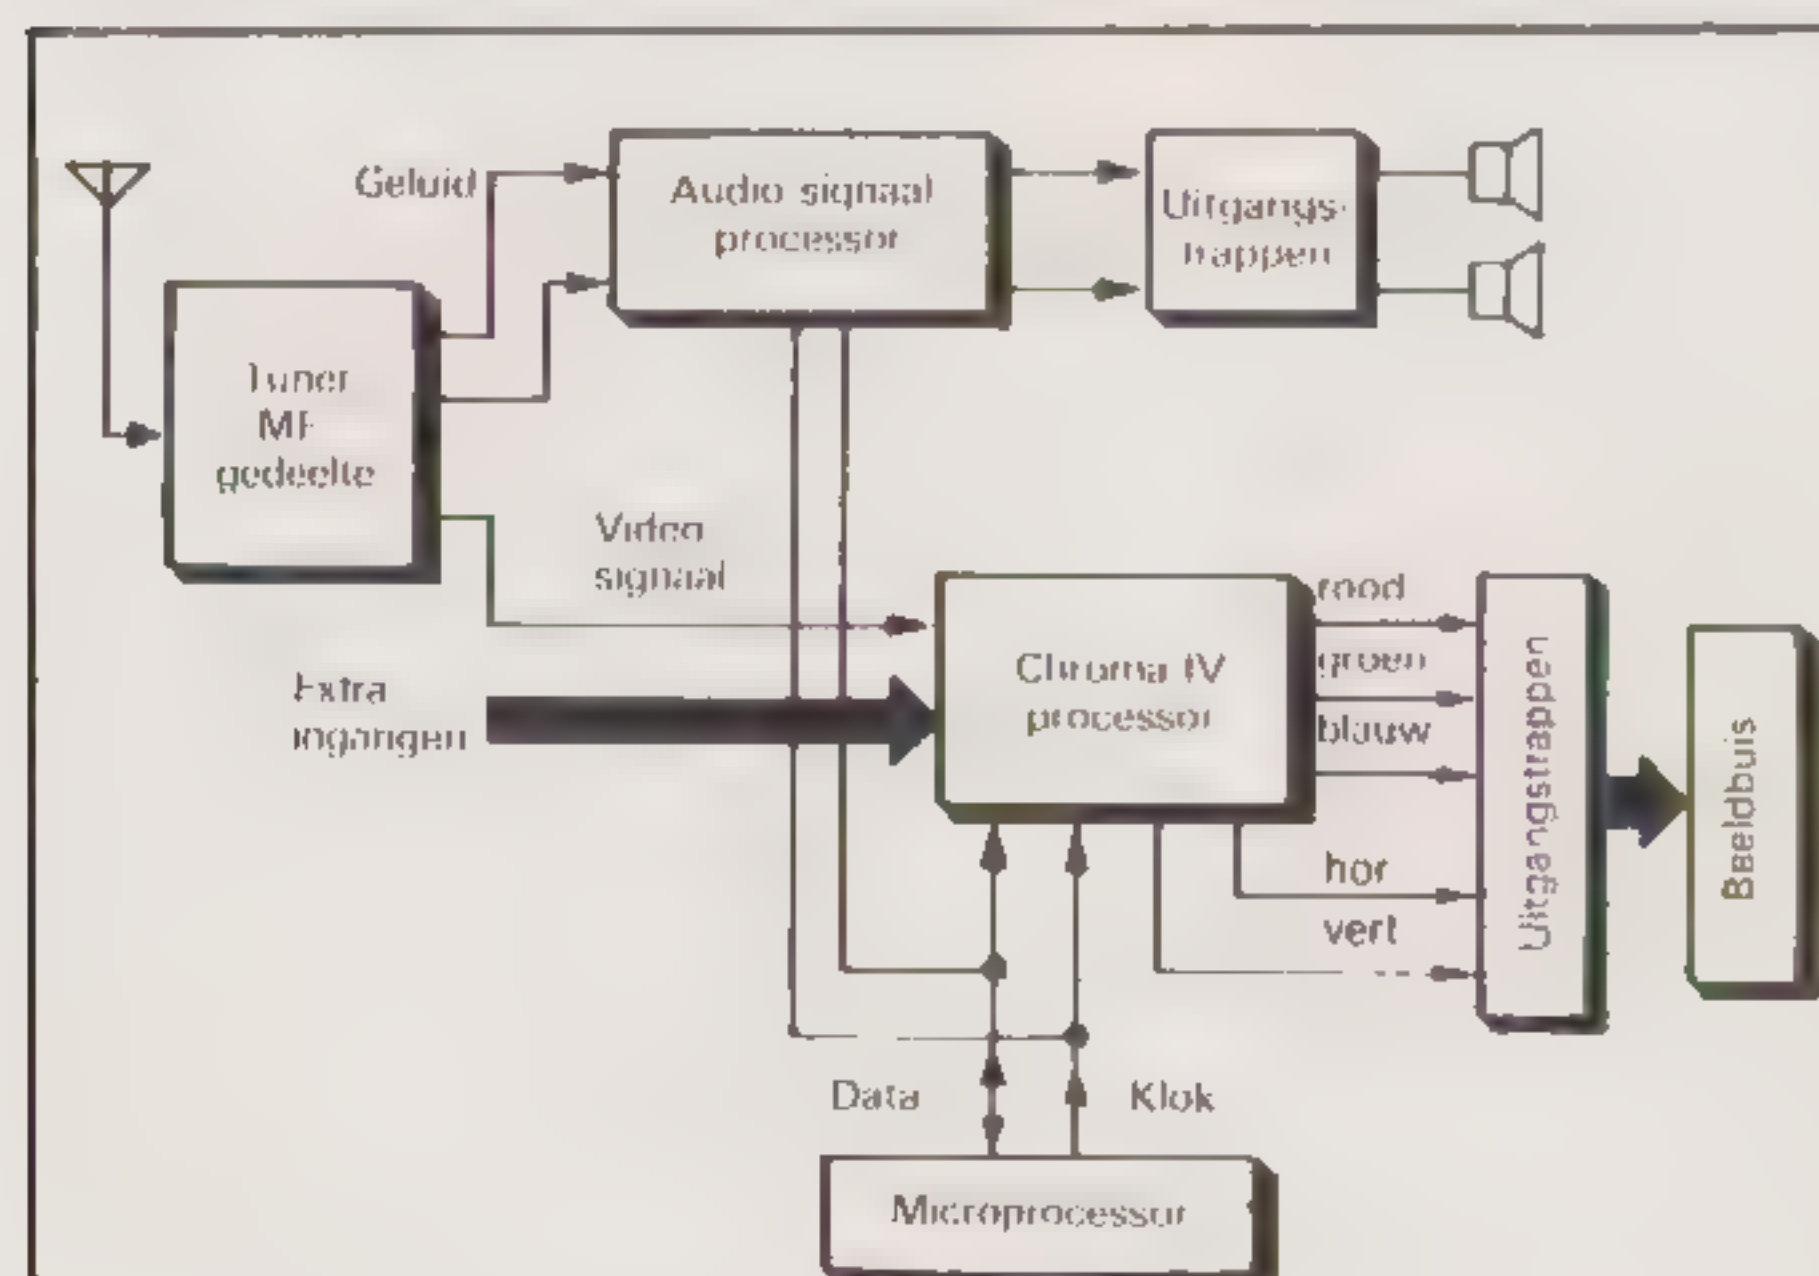 Geluid
Audio signaal
processor
Uitgangs-
trappen
Tuner
MF
gedeelte
Video
signaal
Extra
ingangen
Chroma IV
processor
rood
groen
blauw
hor
vert
Uitgangstrappen
Beeldbuis
Data
Klok
Microprocessor